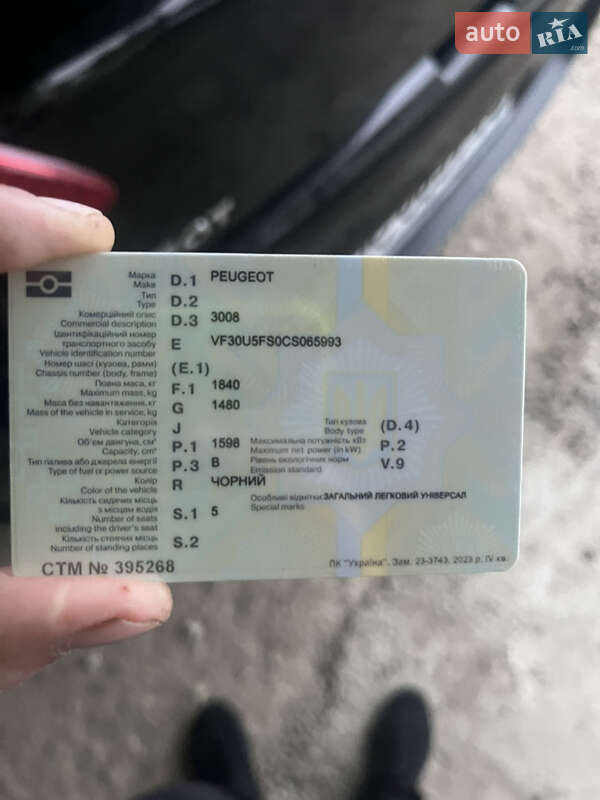 auto RIA .com
Марка D.1 PEUGEOT
Make
Тип D.2
Type
Комерційний опис D.3 3008
Commercial description
Ідентифікаційний номер
транспортного засобу E VF30U5FS0CS065993
Vehicle identification number
Номер шасі (кузова, рами) (E.1)
Chassis number (body, frame)
Повна маса, кг F.1 1840
Maximum mass, kg
Маса без навантаження, кг G 1480
Mass of the vehicle in service, kg
Категорія J Тип кузова (D.4)
Vehicle category Body type
Об'єм двигуна, см³ P.1 1598 Максимальна потужність кВт P.2
Capacity, cm³ Maximum net power (in kW)
Тип палива або джерела енергії P.3 B Рівень екологічних норм V.9
Type of fuel or power source Emission standard
Колір R ЧОРНИЙ
Color of the vehicle
Кількість сидячих місць Особливі відмітки: ЗАГАЛЬНИЙ ЛЕГКОВИЙ УНІВЕРСАЛ
з місцем водія S.1 5 Special marks
Number of seats
including the driver's seat
Кількість стоячих місць S.2
Number of standing places
СТМ № 395268 ПК "Україна". Зам. 23-3743. 2023 р. IV кв.